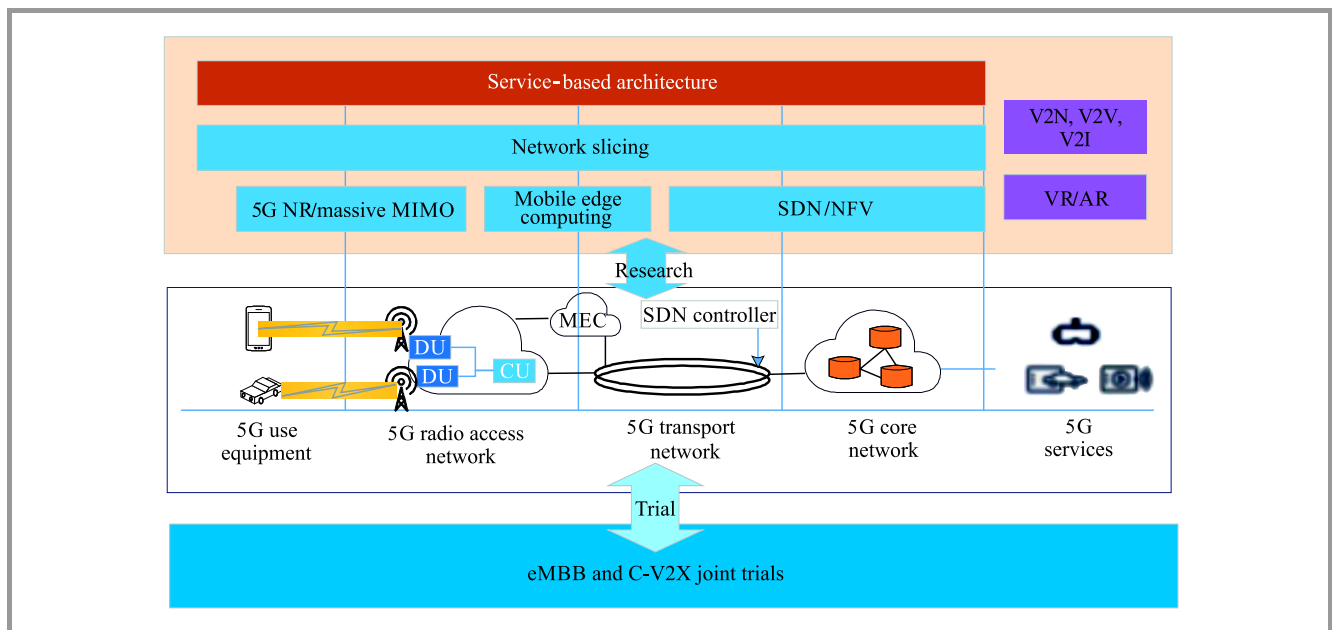 Service-based architecture
Network slicing
5G NR/massive MIMO
Mobile edge
computing
SDN/NFV
V2N, V2V,
V2I
VR/AR
Research
MEC
SDN controller
DU
DU
CU
5G use
equipment
5G radio access
network
5G transport
network
5G core
network
5G
services
Trial
eMBB and C-V2X joint trials